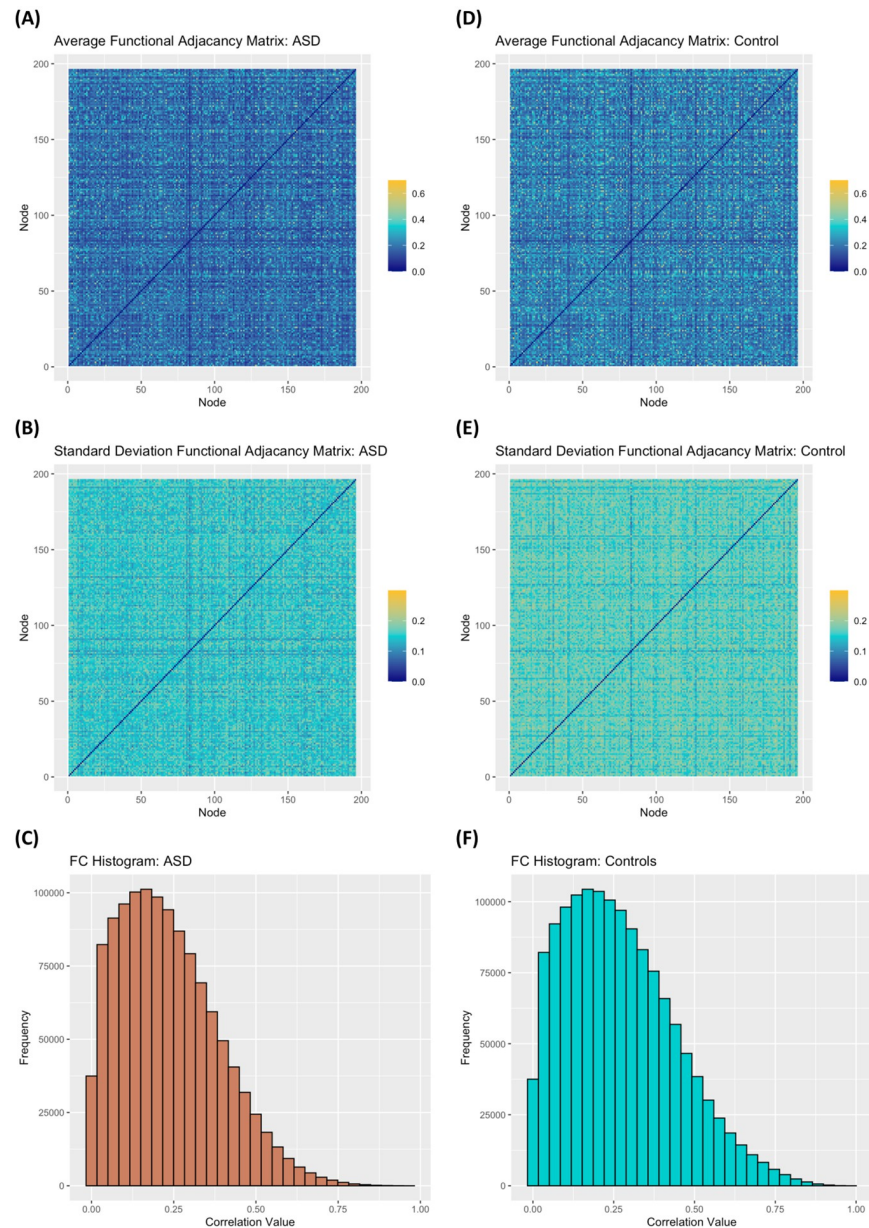 (A)
Average Functional Adjacancy Matrix: ASD
200
150
100
50
0
Node
0 50 100 150 200
Node
0.6
0.4
0.2
0.0
(D)
Average Functional Adjacancy Matrix: Control
200
150
100
50
0
Node
0 50 100 150 200
Node
0.6
0.4
0.2
0.0
(B)
Standard Deviation Functional Adjacancy Matrix: ASD
200
150
100
50
0
Node
0 50 100 150 200
Node
0.2
0.1
0.0
(E)
Standard Deviation Functional Adjacancy Matrix: Control
200
150
100
50
0
Node
0 50 100 150 200
Node
0.2
0.1
0.0
(C)
FC Histogram: ASD
100000
75000
50000
25000
0
Frequency
0.00 0.25 0.50 0.75 1.00
Correlation Value
(F)
FC Histogram: Controls
100000
75000
50000
25000
0
Frequency
0.00 0.25 0.50 0.75 1.00
Correlation Value